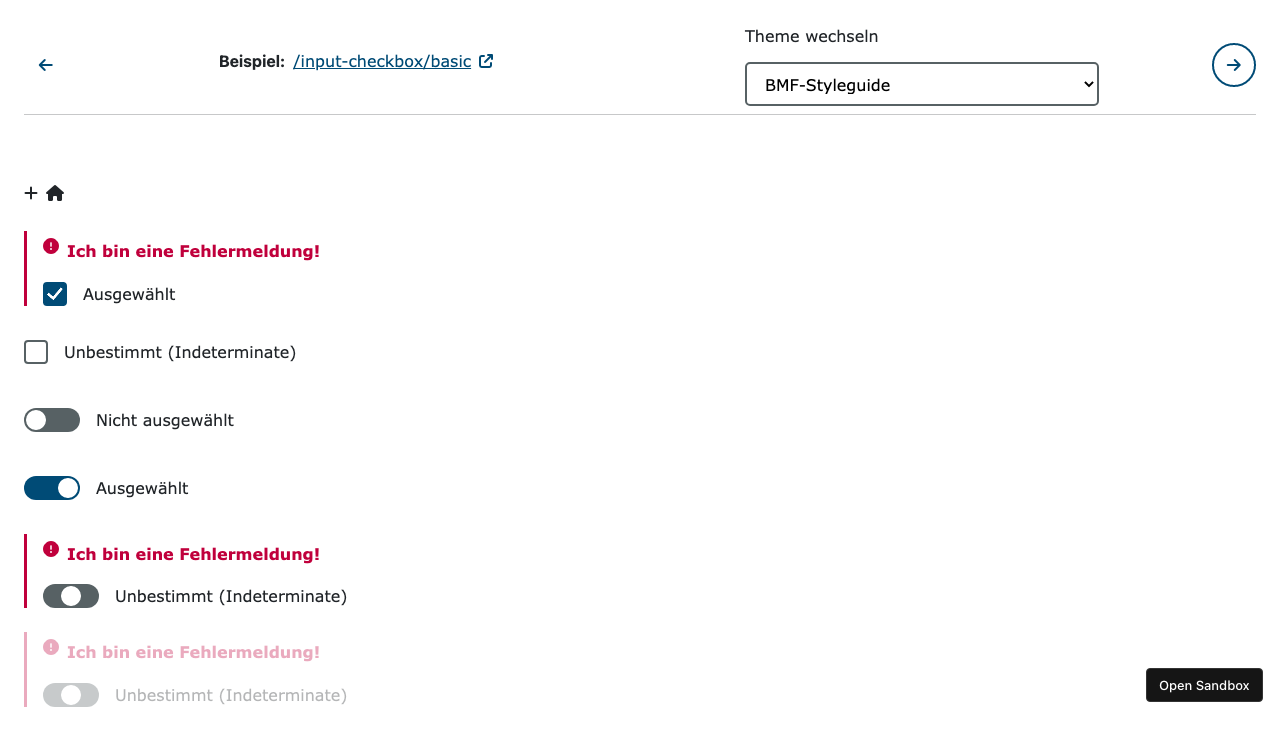 Beispiel: /input-checkbox/basic
Theme wechseln
BMF-Styleguide
Ich bin eine Fehlermeldung!
Ausgewählt
Unbestimmt (Indeterminate)
Nicht ausgewählt
Ausgewählt
Ich bin eine Fehlermeldung!
Unbestimmt (Indeterminate)
Ich bin eine Fehlermeldung!
Unbestimmt (Indeterminate)
Open Sandbox